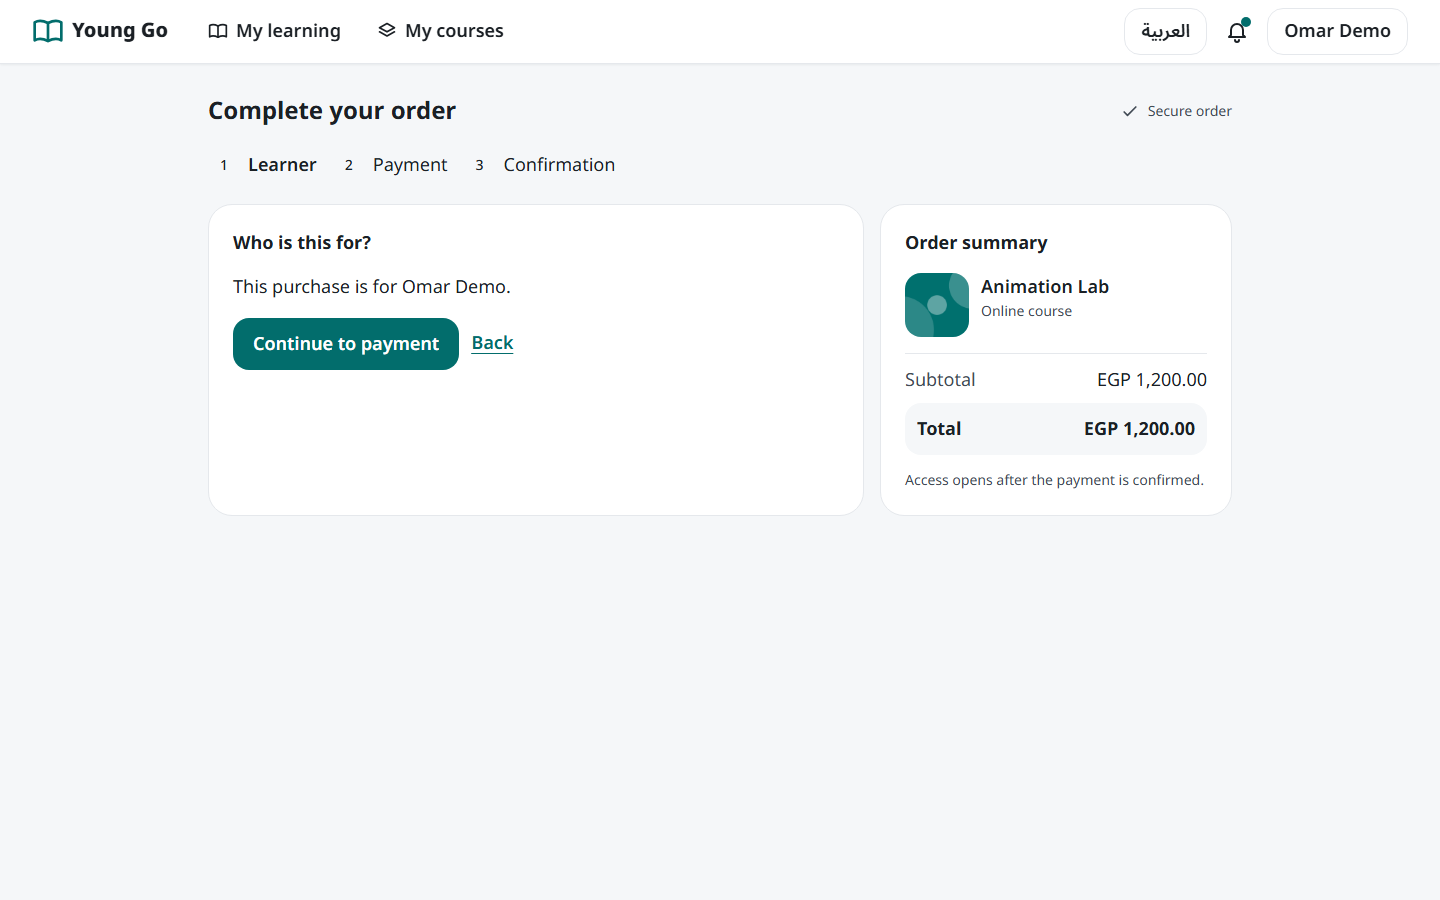 Young Go
My learning
My courses
العربية
Omar Demo
Complete your order
Secure order
1 Learner 2 Payment 3 Confirmation
Who is this for?
This purchase is for Omar Demo.
Continue to payment
Back
Order summary
Animation Lab
Online course
Subtotal EGP 1,200.00
Total EGP 1,200.00
Access opens after the payment is confirmed.